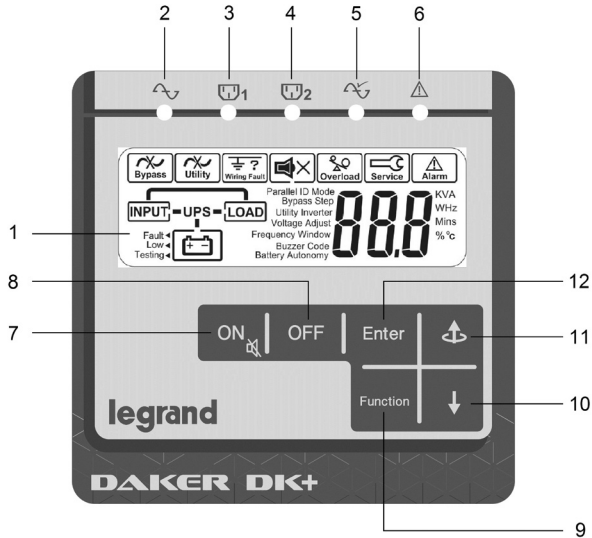 2 3 4 5 6
1 2
Bypass Utility Wiring Fault Overload Service Alarm
?
Parallel ID Mode
Bypass Step
Utility Inverter
Voltage Adjust
Frequency Window
Buzzer Code
Battery Autonomy
INPUT UPS LOAD
Fault
Low
Testing
+ -
88.8
KVA
WHz
Mins
% °C
1
8
12
7
ON OFF Enter
11
Function
10
legrand
DAKER DK+
9